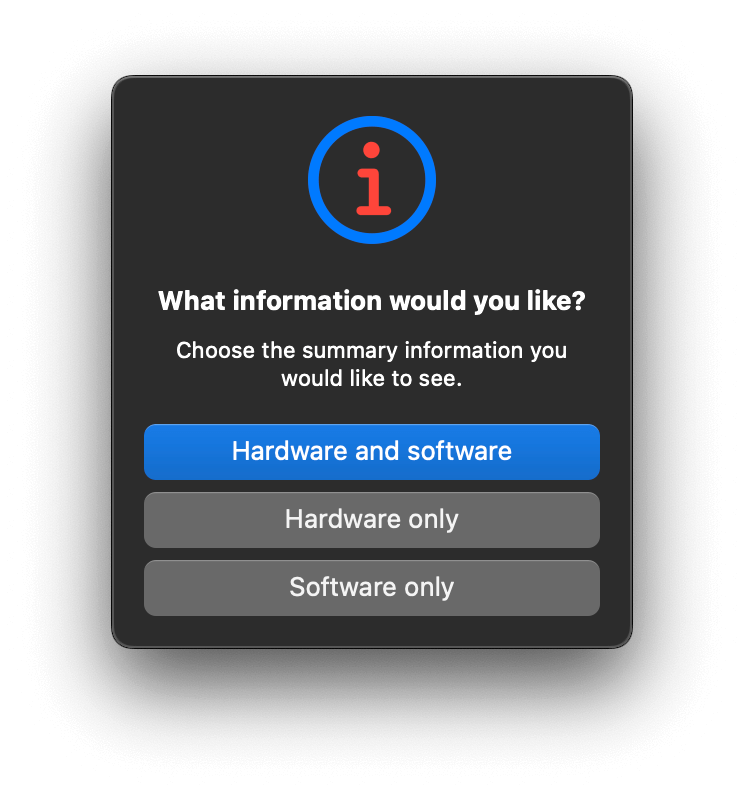 What information would you like?
Choose the summary information you
would like to see.
Hardware and software
Hardware only
Software only